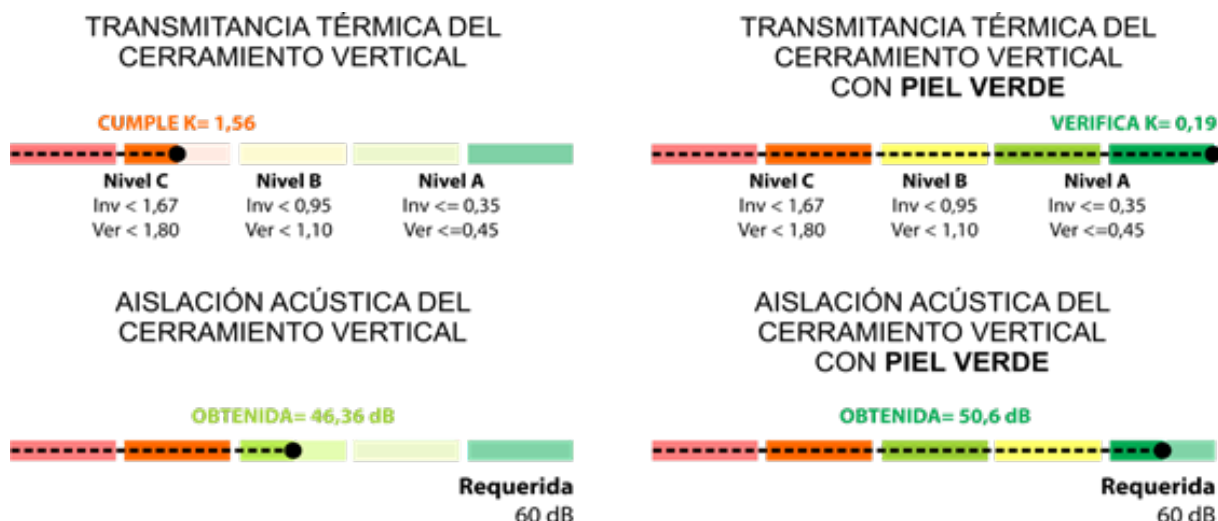 TRANSMITANCIA TÉRMICA DEL
CERRAMIENTO VERTICAL
CUMPLE K= 1,56
Nivel C
Inv < 1,67
Ver < 1,80
Nivel B
Inv < 0,95
Ver < 1,10
Nivel A
Inv <= 0,35
Ver <=0,45
TRANSMITANCIA TÉRMICA DEL
CERRAMIENTO VERTICAL
CON PIEL VERDE
VERIFICA K= 0,19
Nivel C
Inv < 1,67
Ver < 1,80
Nivel B
Inv < 0,95
Ver < 1,10
Nivel A
Inv <= 0,35
Ver <=0,45
AISLACIÓN ACÚSTICA DEL
CERRAMIENTO VERTICAL
OBTENIDA= 46,36 dB
Requerida
60 dB
AISLACIÓN ACÚSTICA DEL
CERRAMIENTO VERTICAL
CON PIEL VERDE
OBTENIDA= 50,6 dB
Requerida
60 dB